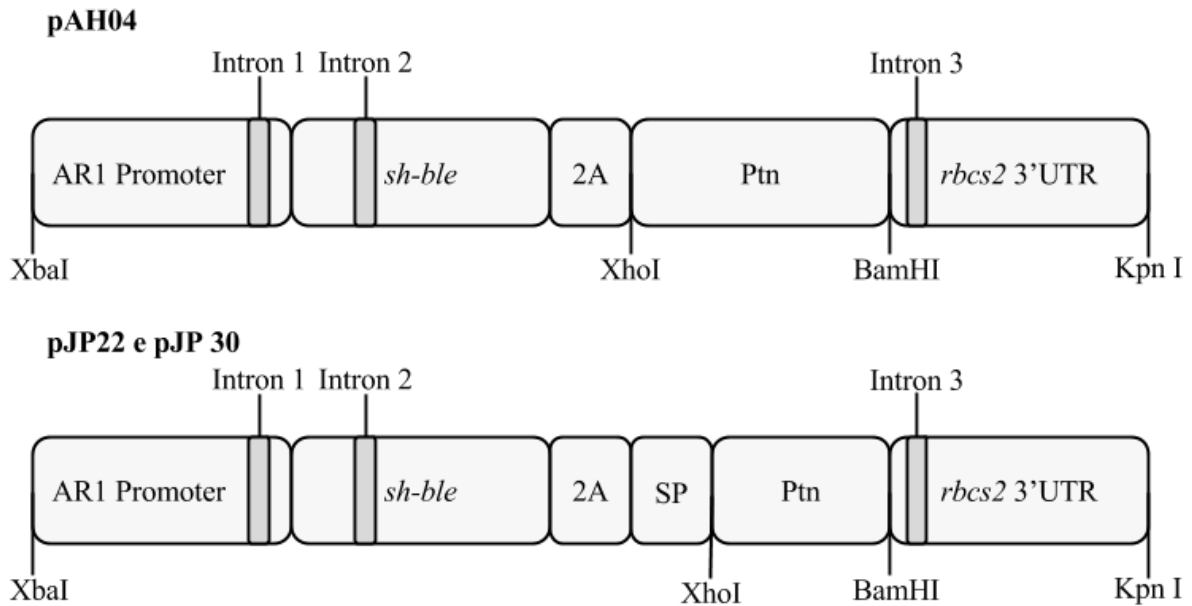 pAH04
Intron 1 Intron 2 Intron 3
AR1 Promoter sh-ble 2A Ptn rbcs2 3’UTR
XbaI XhoI BamHI Kpn I
pJP22 e pJP 30
Intron 1 Intron 2 Intron 3
AR1 Promoter sh-ble 2A SP Ptn rbcs2 3’UTR
XbaI XhoI BamHI Kpn I